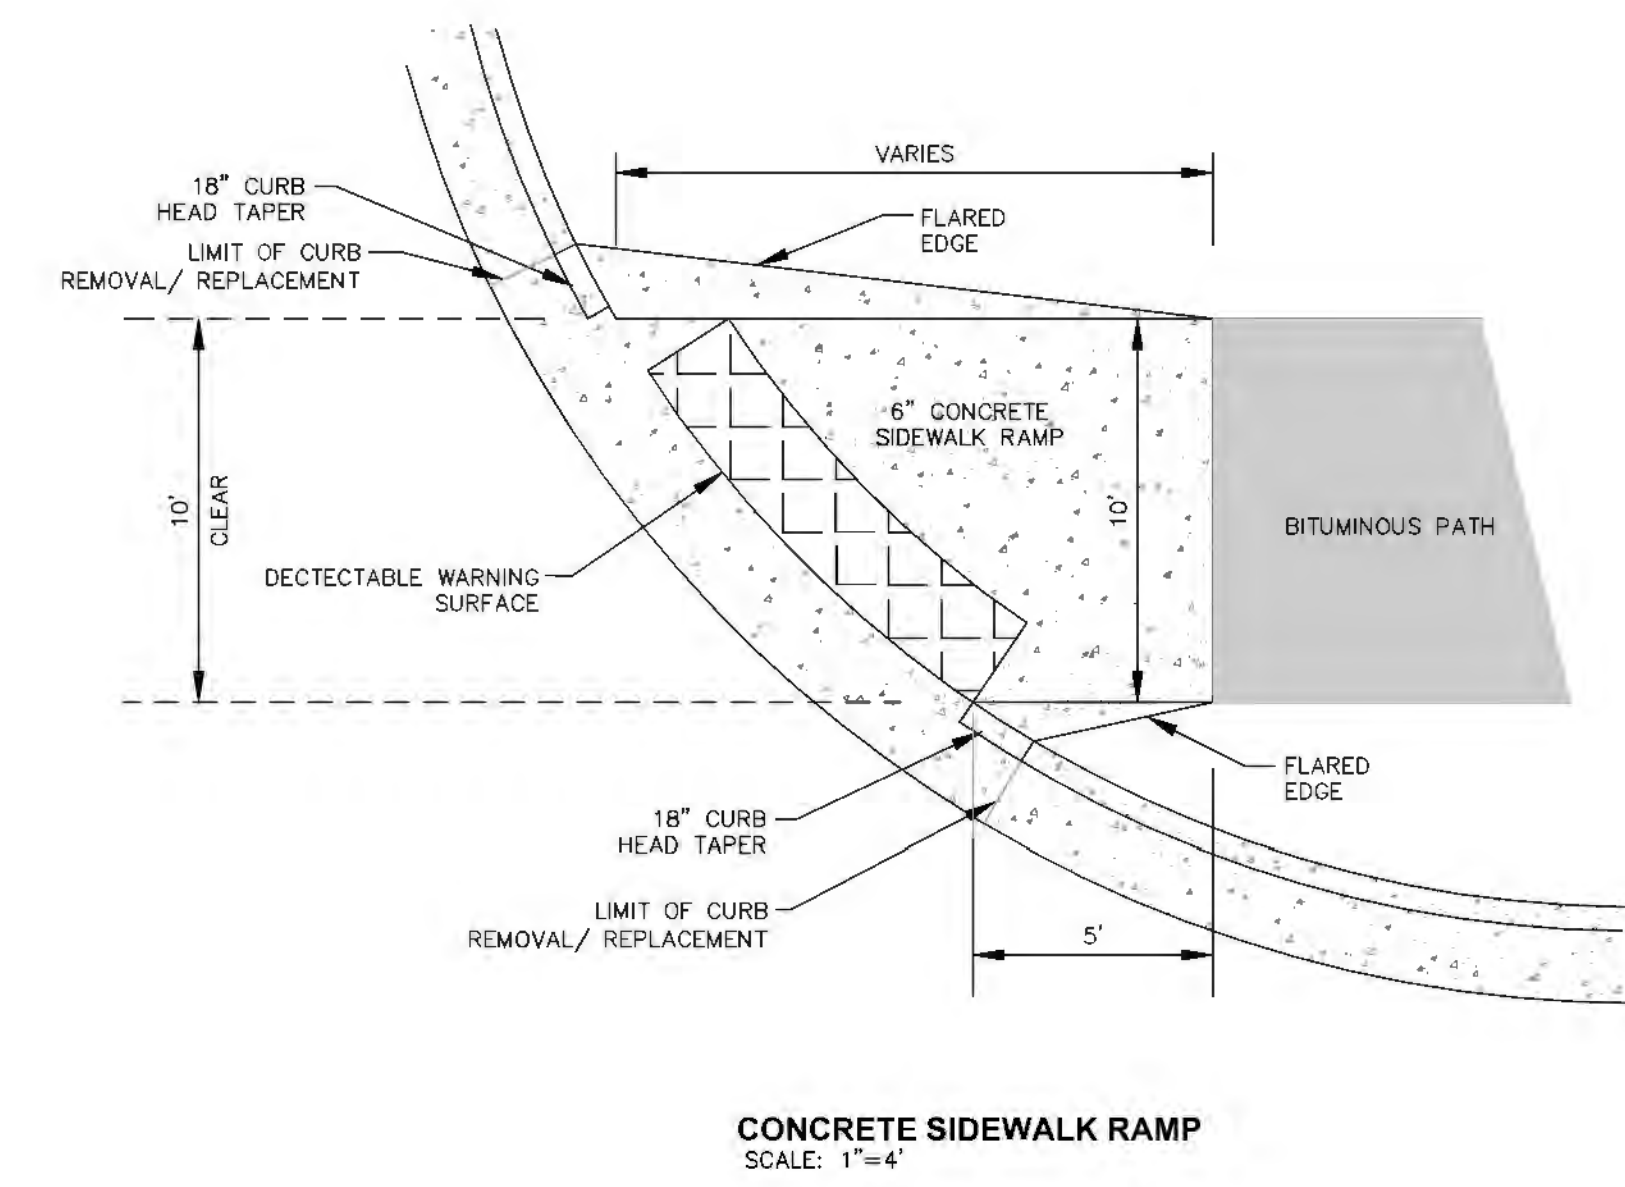 VARIES
18" CURB
HEAD TAPER
FLARED
EDGE
LIMIT OF CURB
REMOVAL/ REPLACEMENT
6" CONCRETE
SIDEWALK RAMP
10'
CLEAR
10'
BITUMINOUS PATH
DECTECTABLE WARNING
SURFACE
FLARED
EDGE
18" CURB
HEAD TAPER
LIMIT OF CURB
REMOVAL/ REPLACEMENT
5'
CONCRETE SIDEWALK RAMP
SCALE: 1"=4'